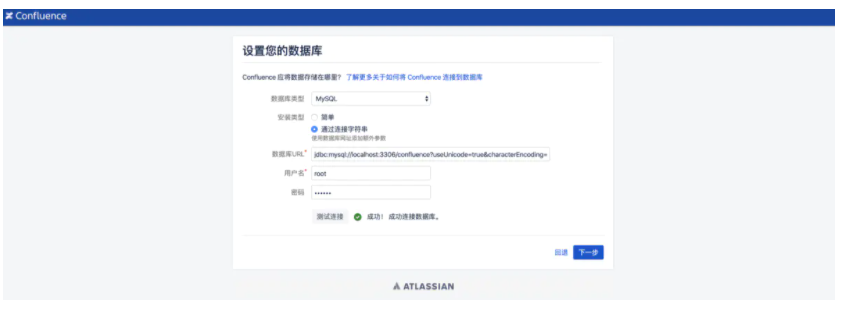 Confluence
设置您的数据库
Confluence 应将数据存储在哪里? 了解更多关于如何将 Confluence 连接到数据库
数据库类型 MySQL
安装类型 简单
通过连接字符串
使用数据库网址添加额外参数
数据库URL* jdbc:mysql://localhost:3306/confluence?useUnicode=true&characterEncoding=
用户名* root
密码 ••••••
测试连接 成功! 成功连接数据库。
回退 下一步
ATLASSIAN